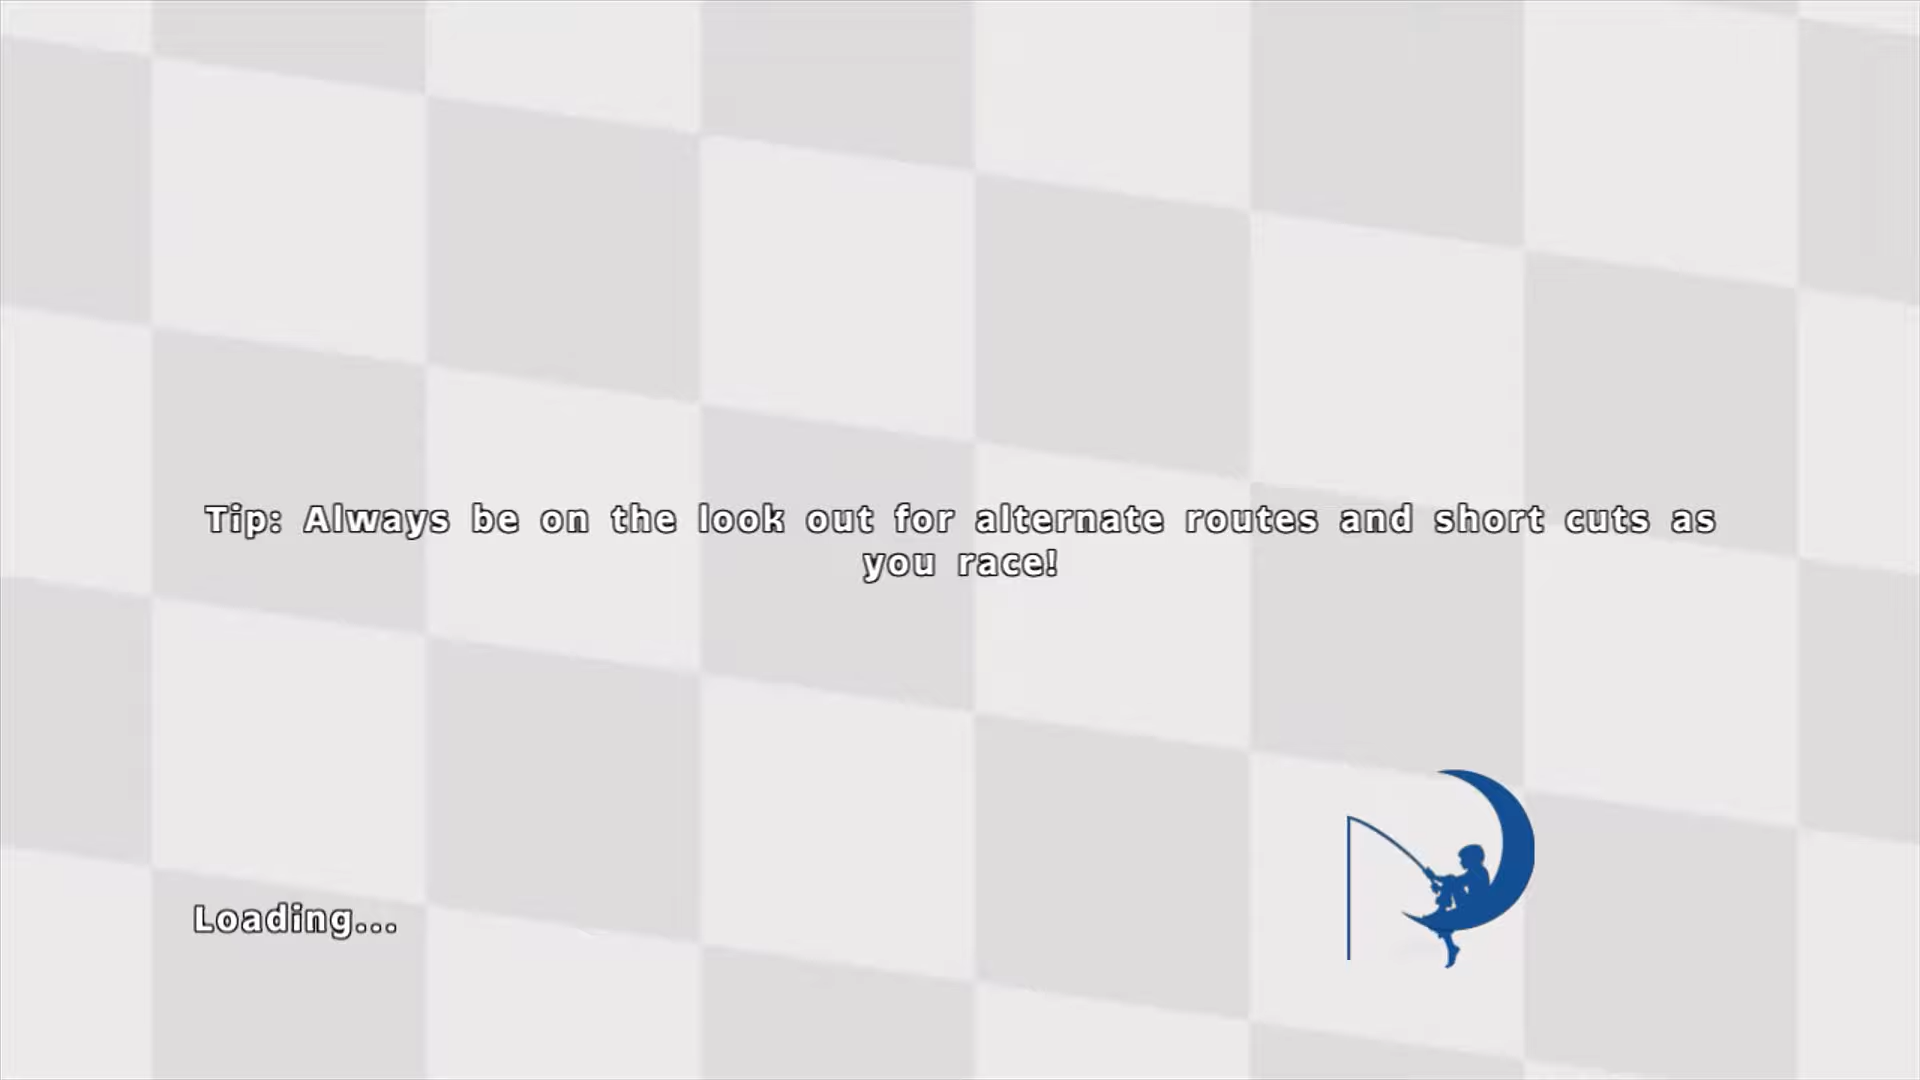 Tip: Always be on the look out for alternate routes and short cuts as
you race!
Loading...